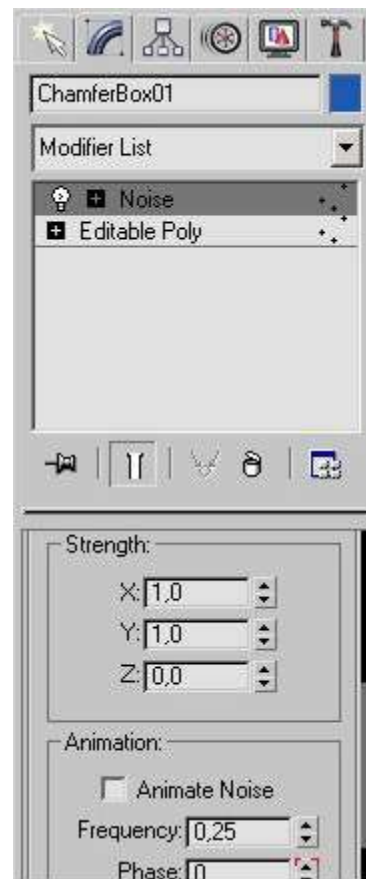 ChamferBox01
Modifier List
Noise
Editable Poly
Strength:
X: 1,0
Y: 1,0
Z: 0,0
Animation:
Animate Noise
Frequency: 0,25
Phase: 0